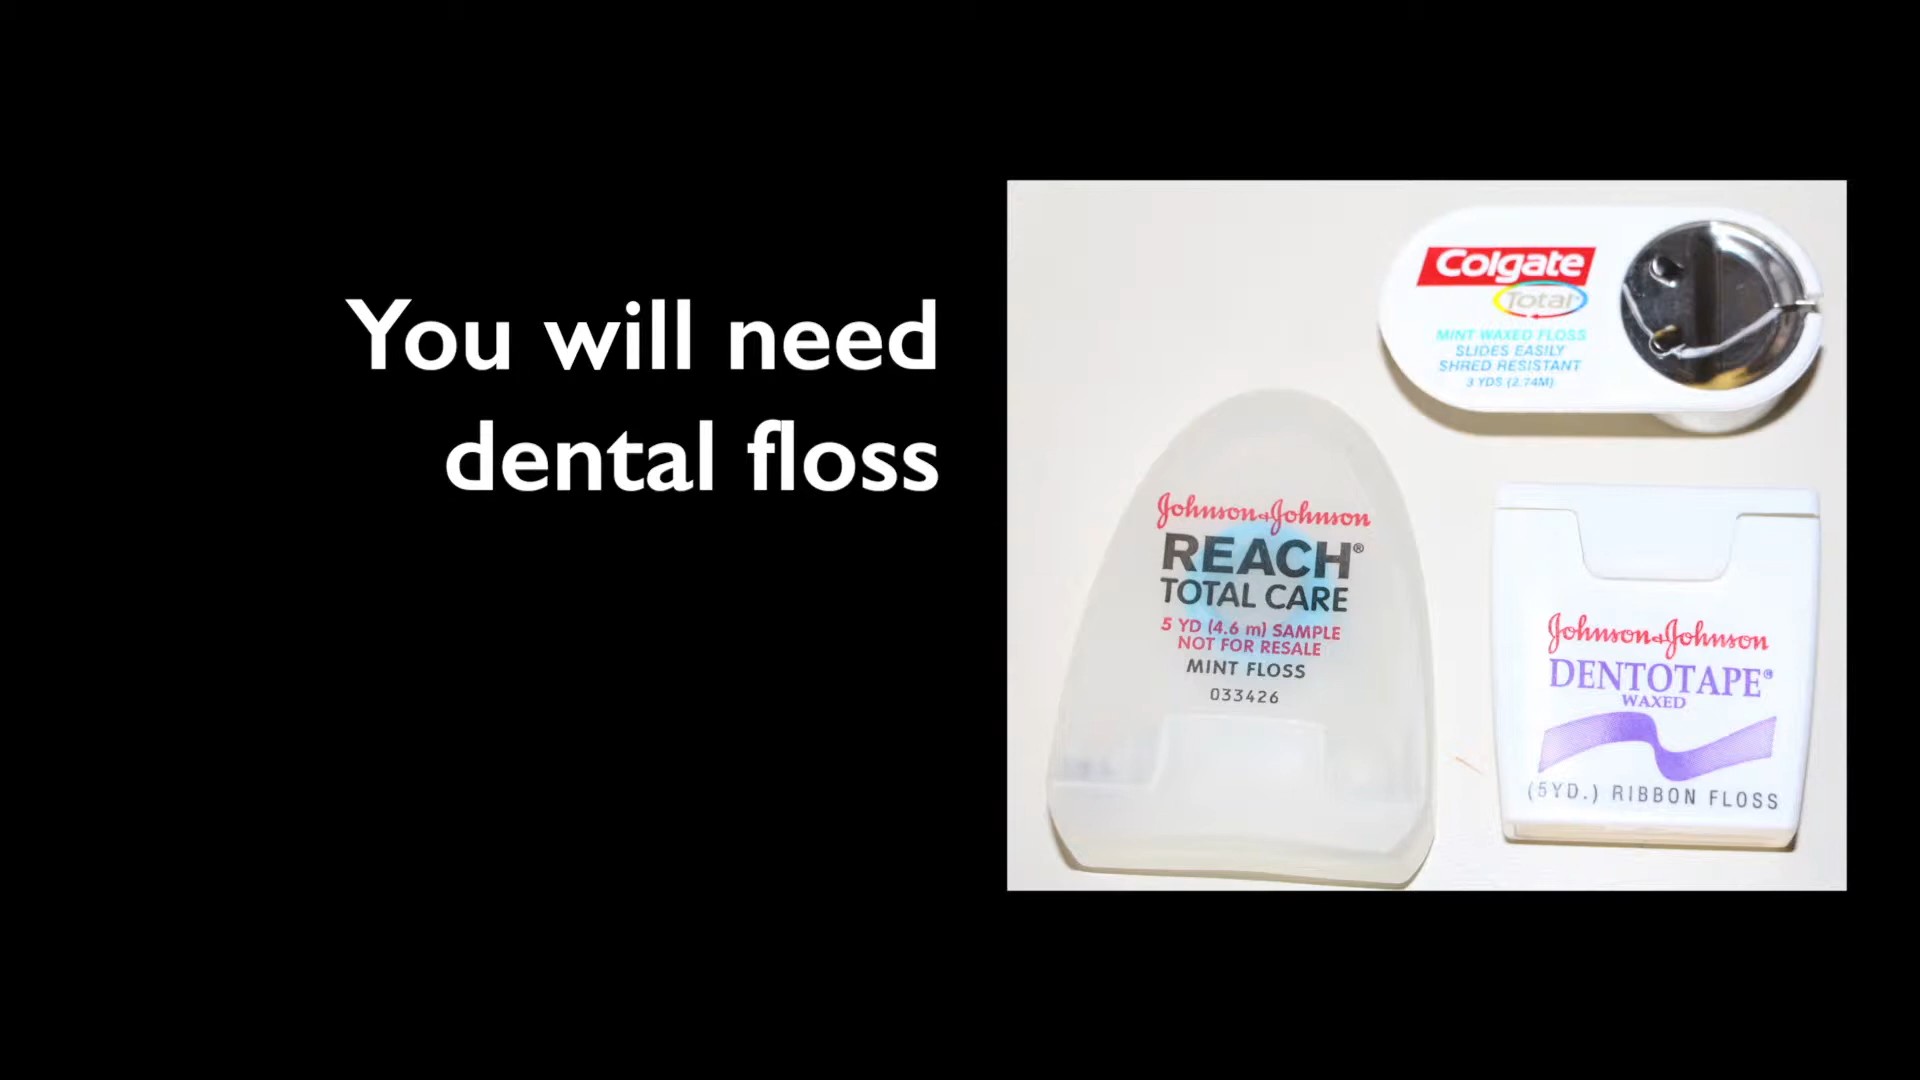 You will need
dental floss
Colgate
Total
MINT WAXED FLOSS
SLIDES EASILY
SHRED RESISTANT
3 YDS (2.74M)
Johnson & Johnson
REACH®
TOTAL CARE
5 YD (4.6 m) SAMPLE
NOT FOR RESALE
MINT FLOSS
033426
Johnson & Johnson
DENTOTAPE®
WAXED
(5YD.) RIBBON FLOSS